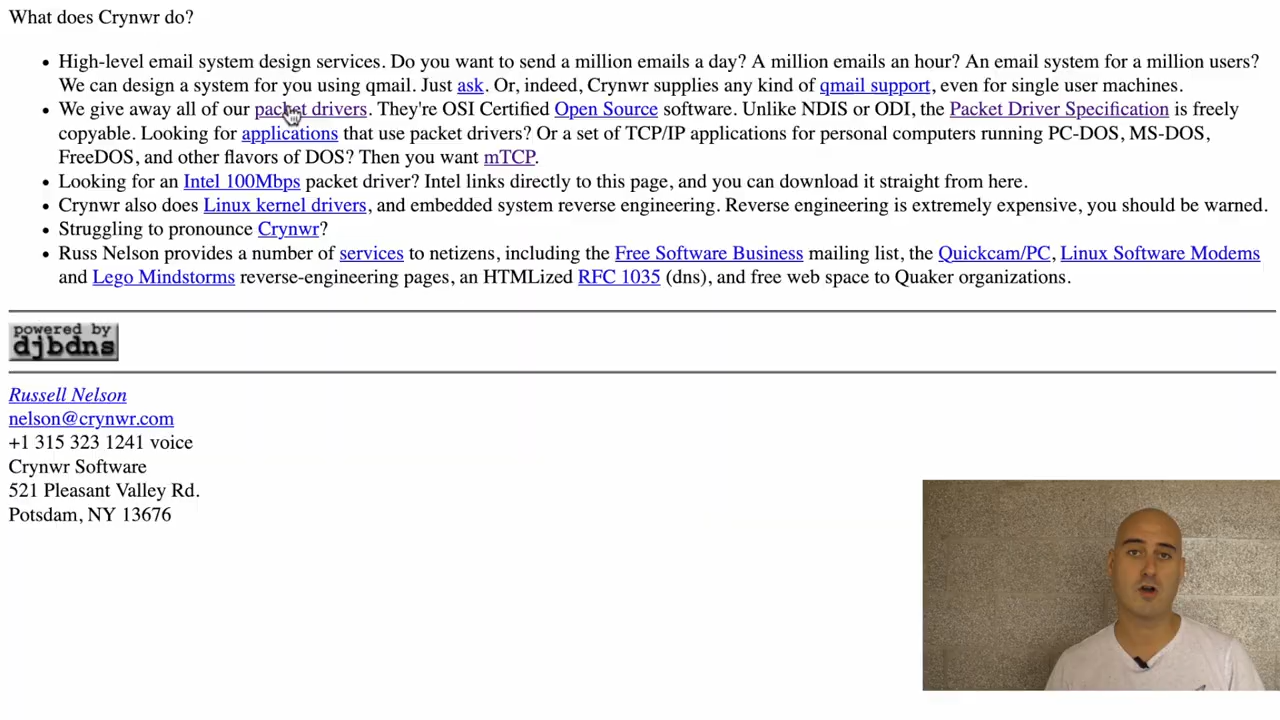 What does Crynwr do?
• High-level email system design services. Do you want to send a million emails a day? A million emails an hour? An email system for a million users?
We can design a system for you using qmail. Just ask. Or, indeed, Crynwr supplies any kind of qmail support, even for single user machines.
• We give away all of our packet drivers. They're OSI Certified Open Source software. Unlike NDIS or ODI, the Packet Driver Specification is freely
copyable. Looking for applications that use packet drivers? Or a set of TCP/IP applications for personal computers running PC-DOS, MS-DOS,
FreeDOS, and other flavors of DOS? Then you want mTCP.
• Looking for an Intel 100Mbps packet driver? Intel links directly to this page, and you can download it straight from here.
• Crynwr also does Linux kernel drivers, and embedded system reverse engineering. Reverse engineering is extremely expensive, you should be warned.
• Struggling to pronounce Crynwr?
• Russ Nelson provides a number of services to netizens, including the Free Software Business mailing list, the Quickcam/PC, Linux Software Modems
and Lego Mindstorms reverse-engineering pages, an HTMLized RFC 1035 (dns), and free web space to Quaker organizations.
powered by
djbdns
Russell Nelson
nelson@crynwr.com
+1 315 323 1241 voice
Crynwr Software
521 Pleasant Valley Rd.
Potsdam, NY 13676